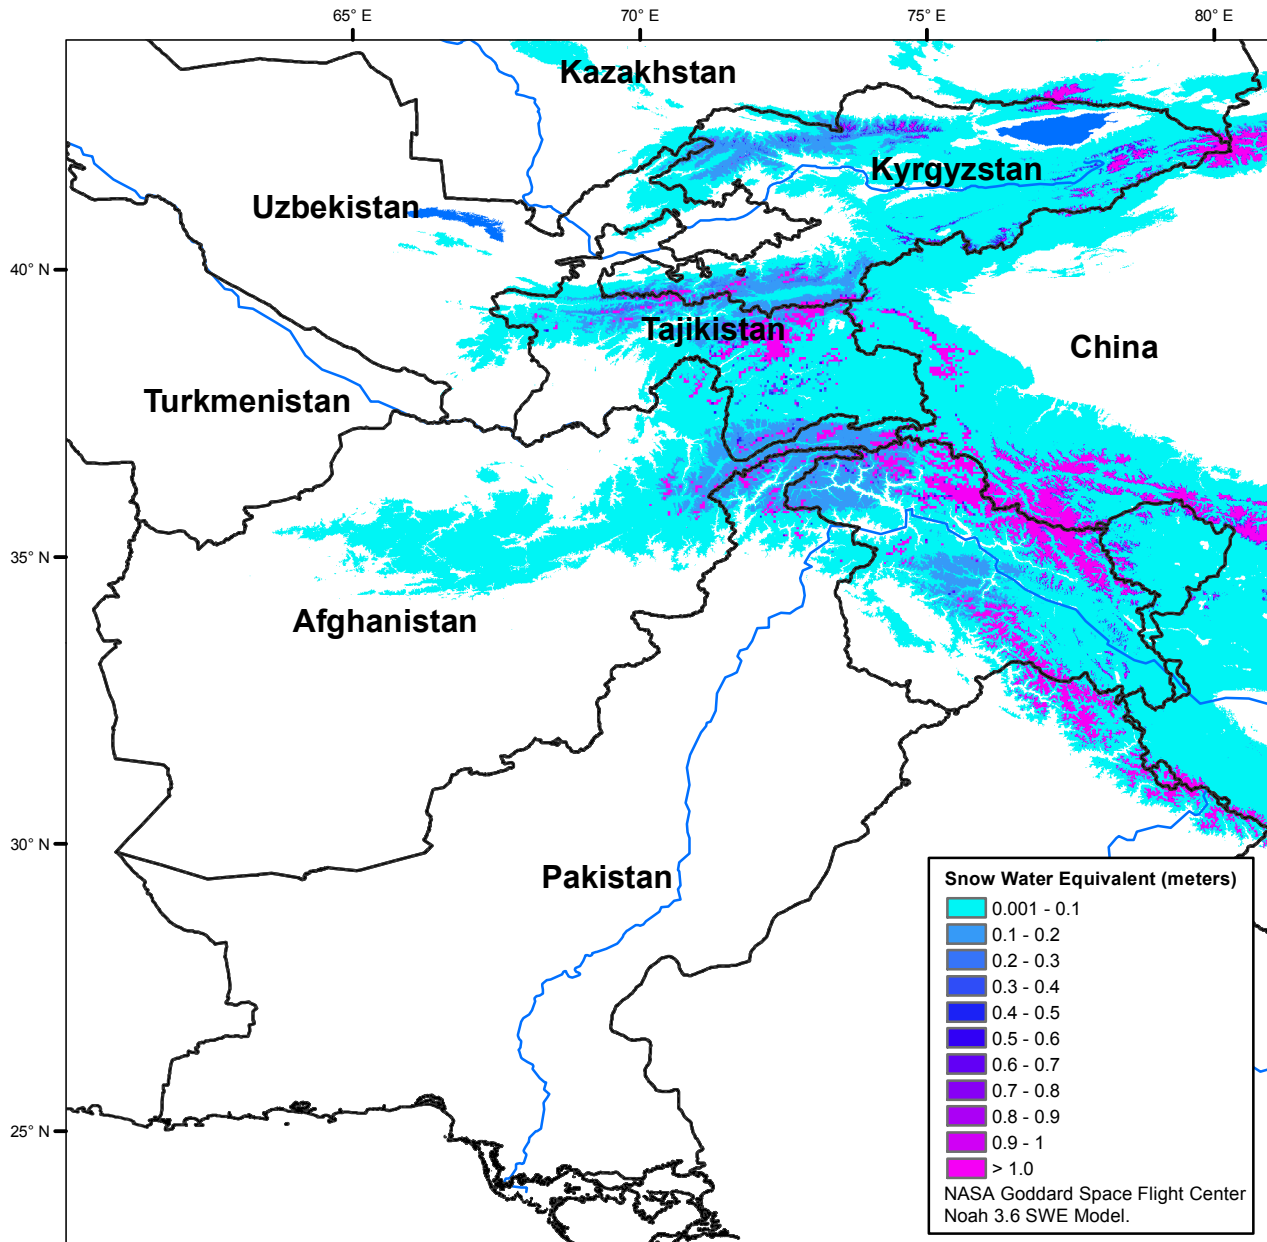 65° E
70° E
75° E
80° E
Kazakhstan
Kyrgyzstan
Uzbekistan
40° N
Tajikistan
China
Turkmenistan
35° N
Afghanistan
30° N
Pakistan
25° N
Snow Water Equivalent (meters)
0.001 - 0.1
0.1 - 0.2
0.2 - 0.3
0.3 - 0.4
0.4 - 0.5
0.5 - 0.6
0.6 - 0.7
0.7 - 0.8
0.8 - 0.9
0.9 - 1
> 1.0
NASA Goddard Space Flight Center
Noah 3.6 SWE Model.